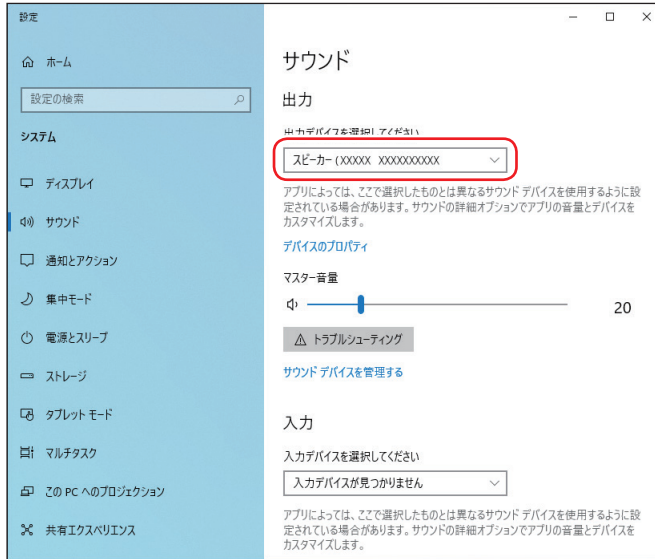 設定
ホーム
設定の検索
システム
ディスプレイ
サウンド
通知とアクション
集中モード
電源とスリープ
ストレージ
タブレット モード
マルチタスク
この PC へのプロジェクション
共有エクスペリエンス
サウンド
出力
出力デバイスを選択してください
スピーカー (XXXXX XXXXXXXXXX
アプリによっては、ここで選択したものとは異なるサウンド デバイスを使用するように設
定されている場合があります。サウンドの詳細オプションでアプリの音量とデバイスを
カスタマイズします。
デバイスのプロパティ
マスター音量
20
トラブルシューティング
サウンド デバイスを管理する
入力
入力デバイスを選択してください
入力デバイスが見つかりません
アプリによっては、ここで選択したものとは異なるサウンド デバイスを使用するように設
定されている場合があります。サウンドの詳細オプションでアプリの音量とデバイスを
カスタマイズします。